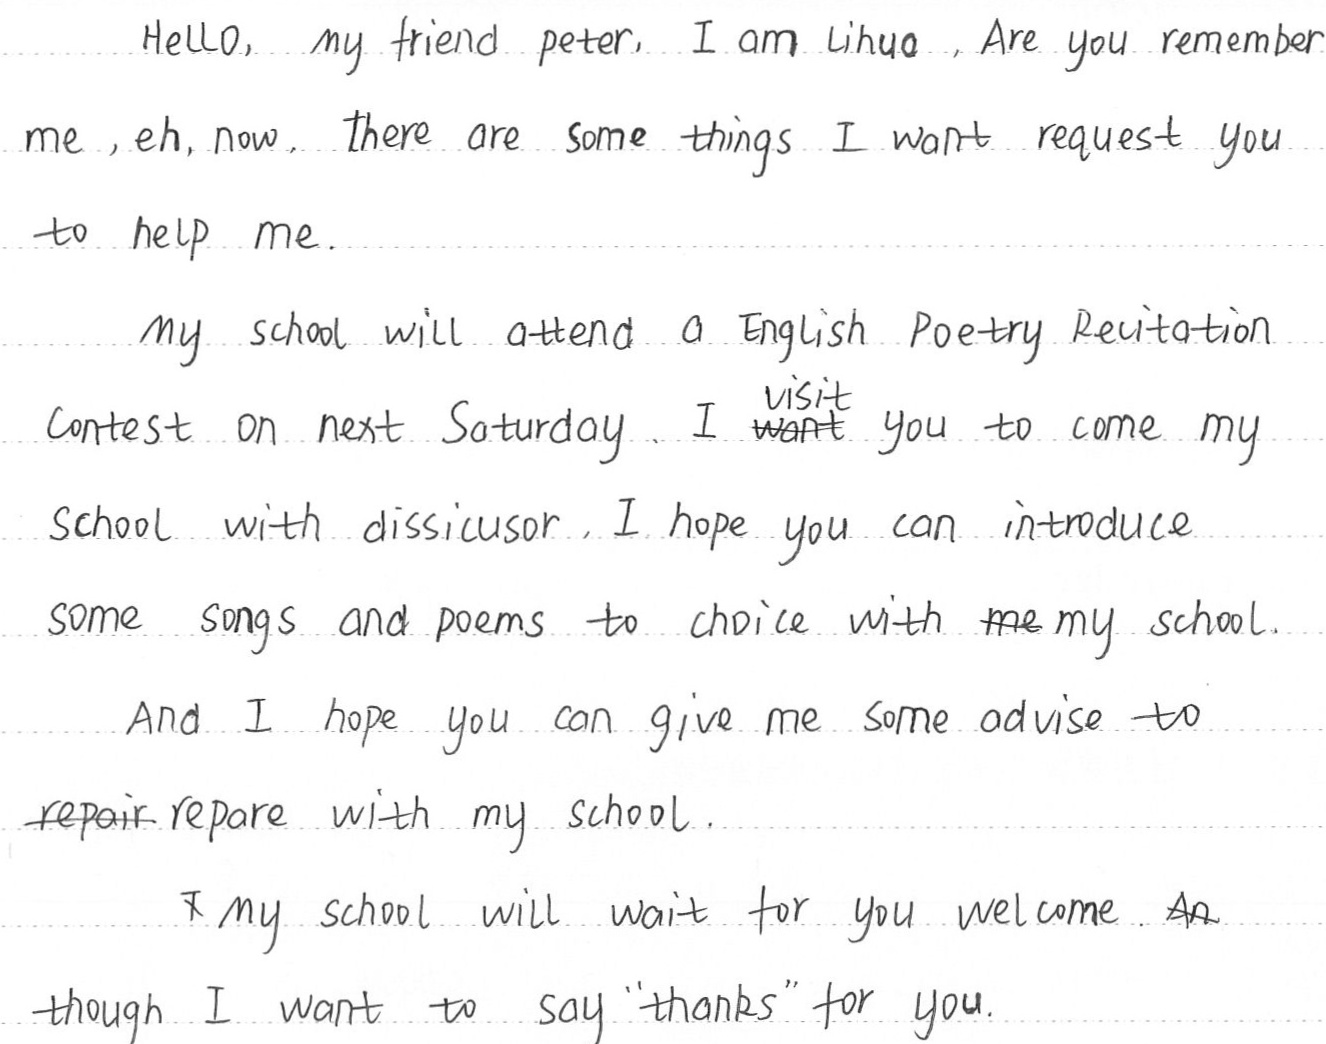 Hello, my friend peter, I am Lihua, Are you remember
me, eh, now, there are some things I want request you
to help me.
My school will attend a English Poetry Recitation
Contest on next Saturday. I visit you to come my
school with dissicusor, I hope you can introduce
some songs and poems to choice with my school.
And I hope you can give me some advise to
repare with my school.
My school will wait for you welcome.
though I want to say "thanks" for you.